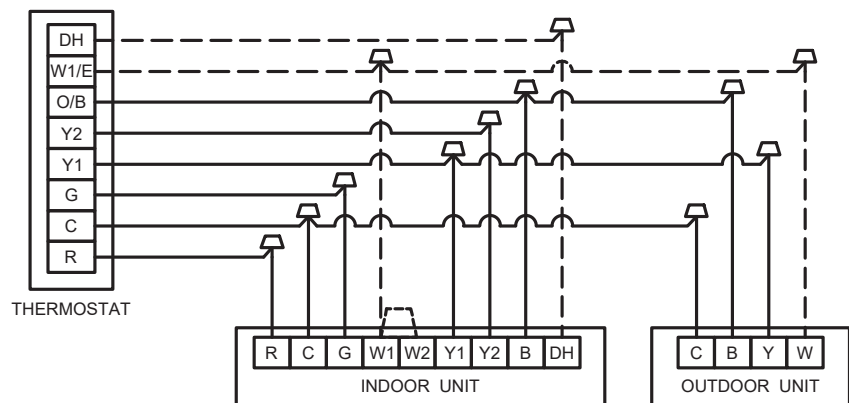 DH
W1/E
O/B
Y2
Y1
G
C
R
THERMOSTAT
R C G W1 W2 Y1 Y2 B DH
INDOOR UNIT
C B Y W
OUTDOOR UNIT